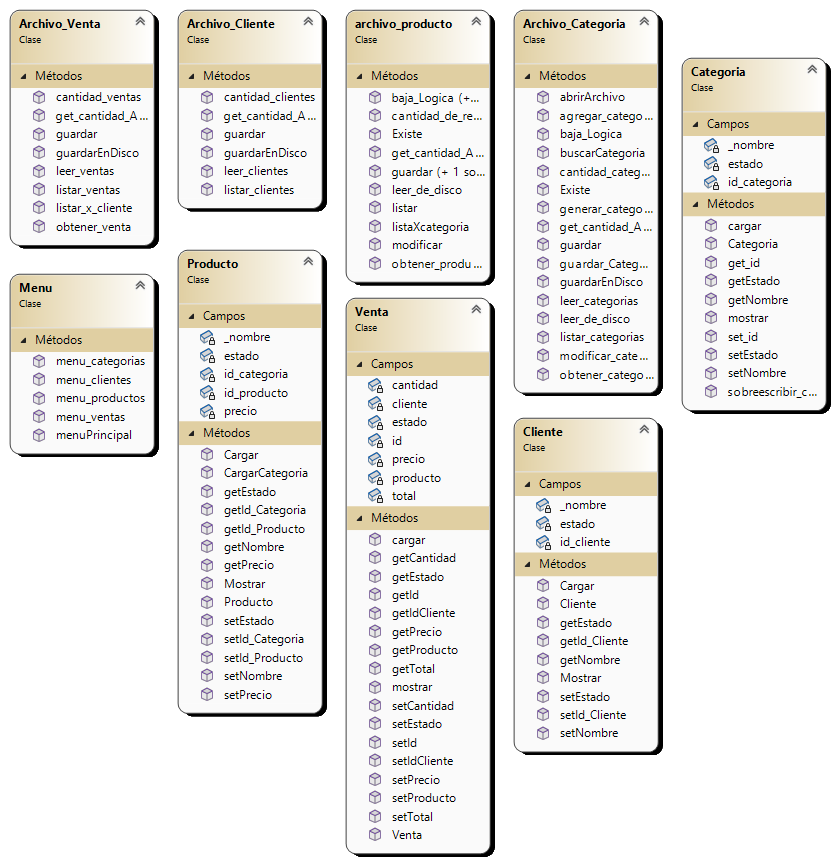 Archivo_Venta
Clase
Métodos
cantidad_ventas
get_cantidad_A...
guardar
guardarEnDisco
leer_ventas
listar_ventas
listar_x_cliente
obtener_venta
Archivo_Cliente
Clase
Métodos
cantidad_clientes
get_cantidad_A...
guardar
guardarEnDisco
leer_clientes
listar_clientes
archivo_producto
Clase
Métodos
baja_Logica (+...
cantidad_de_re...
Existe
get_cantidad_A...
guardar (+ 1 so...
leer_de_disco
listar
listaXcategoria
modificar
obtener_produ...
Archivo_Categoria
Clase
Métodos
abrirArchivo
agregar_catego...
baja_Logica
buscarCategoria
cantidad_categ...
Existe
generar_catego...
get_cantidad_A...
guardar
guardar_Categ...
guardarEnDisco
leer_categorias
leer_de_disco
listar_categorias
modificar_cate...
obtener_catego...
Categoria
Clase
Campos
_nombre
estado
id_categoria
Métodos
cargar
Categoria
get_id
getEstado
getNombre
mostrar
set_id
setEstado
setNombre
sobreescribir_c...
Menu
Clase
Métodos
menu_categorias
menu_clientes
menu_productos
menu_ventas
menuPrincipal
Producto
Clase
Campos
_nombre
estado
id_categoria
id_producto
precio
Métodos
Cargar
CargarCategoria
getEstado
getId_Categoria
getId_Producto
getNombre
getPrecio
Mostrar
Producto
setEstado
setId_Categoria
setId_Producto
setNombre
setPrecio
Venta
Clase
Campos
cantidad
cliente
estado
id
precio
producto
total
Métodos
cargar
getCantidad
getEstado
getId
getIdCliente
getPrecio
getProducto
getTotal
mostrar
setCantidad
setEstado
setId
setIdCliente
setPrecio
setProducto
setTotal
Venta
Cliente
Clase
Campos
_nombre
estado
id_cliente
Métodos
Cargar
Cliente
getEstado
getId_Cliente
getNombre
Mostrar
setEstado
setId_Cliente
setNombre